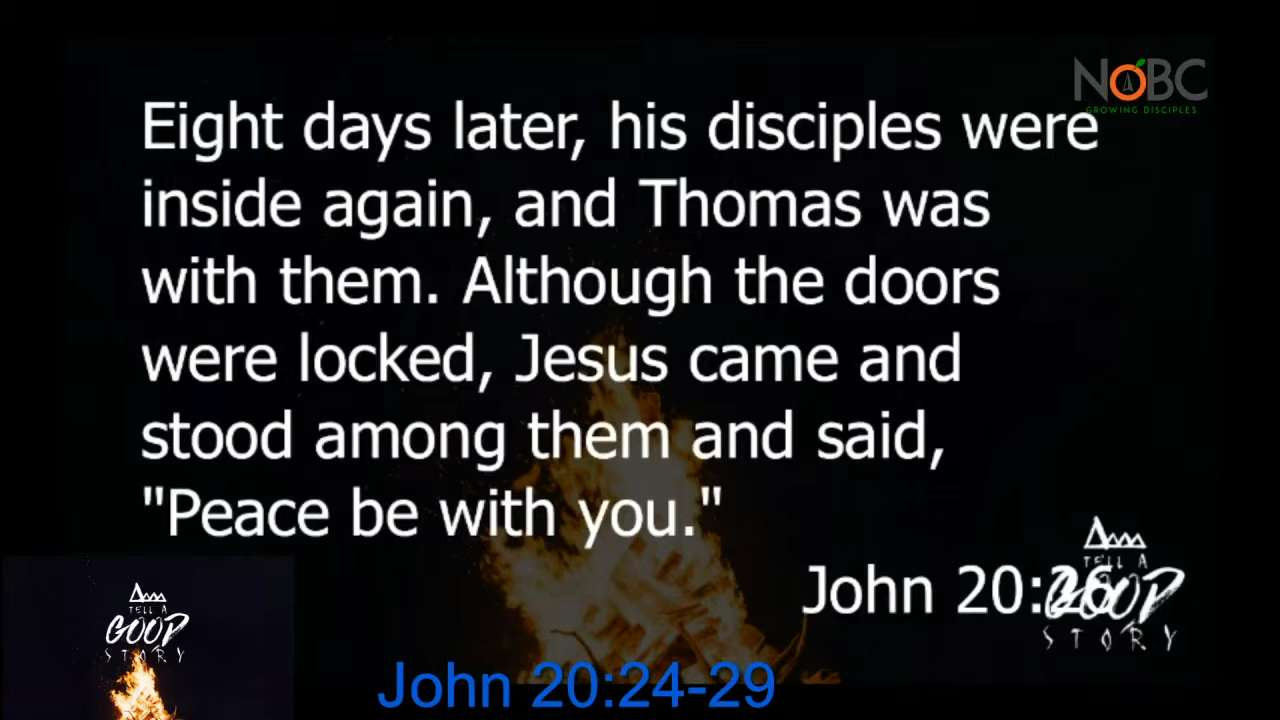 NOBC
GROWING DISCIPLES
Eight days later, his disciples were
inside again, and Thomas was
with them. Although the doors
were locked, Jesus came and
stood among them and said,
"Peace be with you."
John 20:26
TELL A
GOOD
STORY
TELL A
GOOD
STORY
John 20:24-29